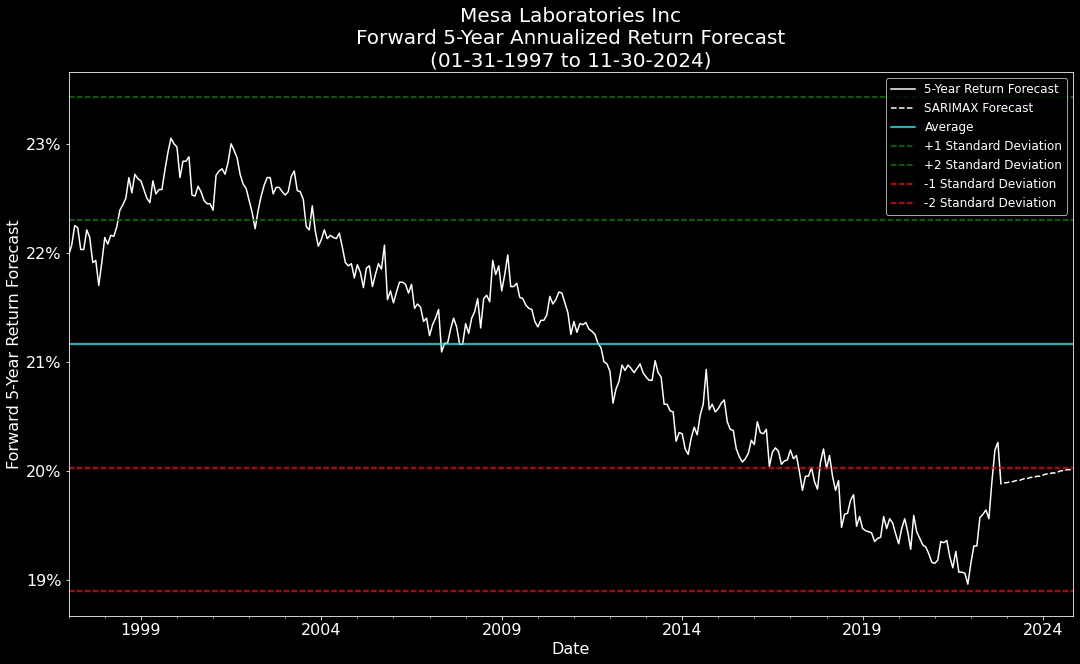 Mesa Laboratories Inc
Forward 5-Year Annualized Return Forecast
(01-31-1997 to 11-30-2024)
5-Year Return Forecast
SARIMAX Forecast
Average
+1 Standard Deviation
+2 Standard Deviation
-1 Standard Deviation
-2 Standard Deviation
Forward 5-Year Return Forecast
23%
22%
21%
20%
19%
1999 2004 2009 2014 2019 2024
Date